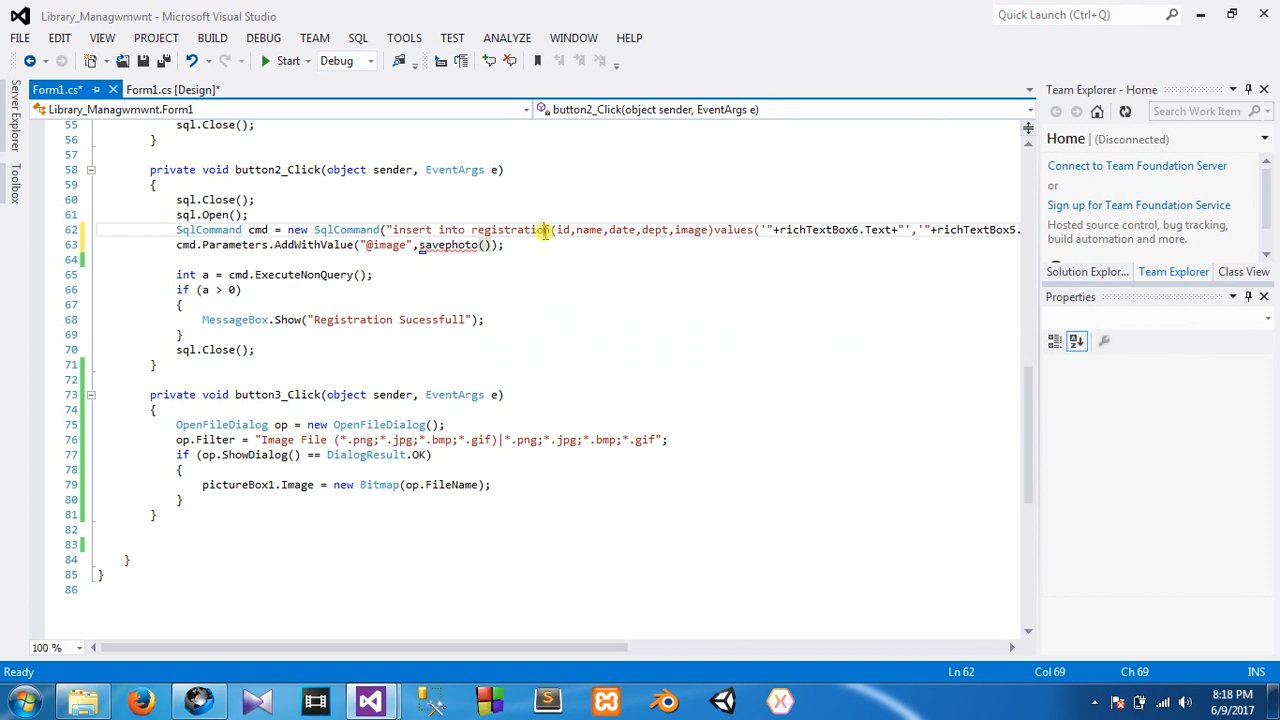 Library_Managwmwnt - Microsoft Visual Studio
Quick Launch (Ctrl+Q)
FILE EDIT VIEW PROJECT BUILD DEBUG TEAM SQL TOOLS TEST ANALYZE WINDOW HELP
Start Debug
Form1.cs* Form1.cs [Design]*
Library_Managwmwnt.Form1 button2_Click(object sender, EventArgs e)
Server Explorer
Toolbox
55 sql.Close();
56 }
57
58 private void button2_Click(object sender, EventArgs e)
59 {
60 sql.Close();
61 sql.Open();
62 SqlCommand cmd = new SqlCommand("insert into registration(id,name,date,dept,image)values('"+richTextBox6.Text+"','"+richTextBox5.
63 cmd.Parameters.AddWithValue("@image",savephoto());
64
65 int a = cmd.ExecuteNonQuery();
66 if (a > 0)
67 {
68 MessageBox.Show("Registration Sucessfull");
69 }
70 sql.Close();
71 }
72
73 private void button3_Click(object sender, EventArgs e)
74 {
75 OpenFileDialog op = new OpenFileDialog();
76 op.Filter = "Image File (*.png;*.jpg;*.bmp;*.gif)|*.png;*.jpg;*.bmp;*.gif";
77 if (op.ShowDialog() == DialogResult.OK)
78 {
79 pictureBox1.Image = new Bitmap(op.FileName);
80 }
81 }
82
83
84 }
85 }
86
100 %
Team Explorer - Home
Search Work Item
Home | (Disconnected)
Connect to Team Foundation Server
or
Sign up for Team Foundation Service
Hosted source control, work item tracking,
build automation and more.
Solution Explor... Team Explorer Class View
Properties
Ready Ln 62 Col 69 Ch 69 INS
8:18 PM
6/9/2017